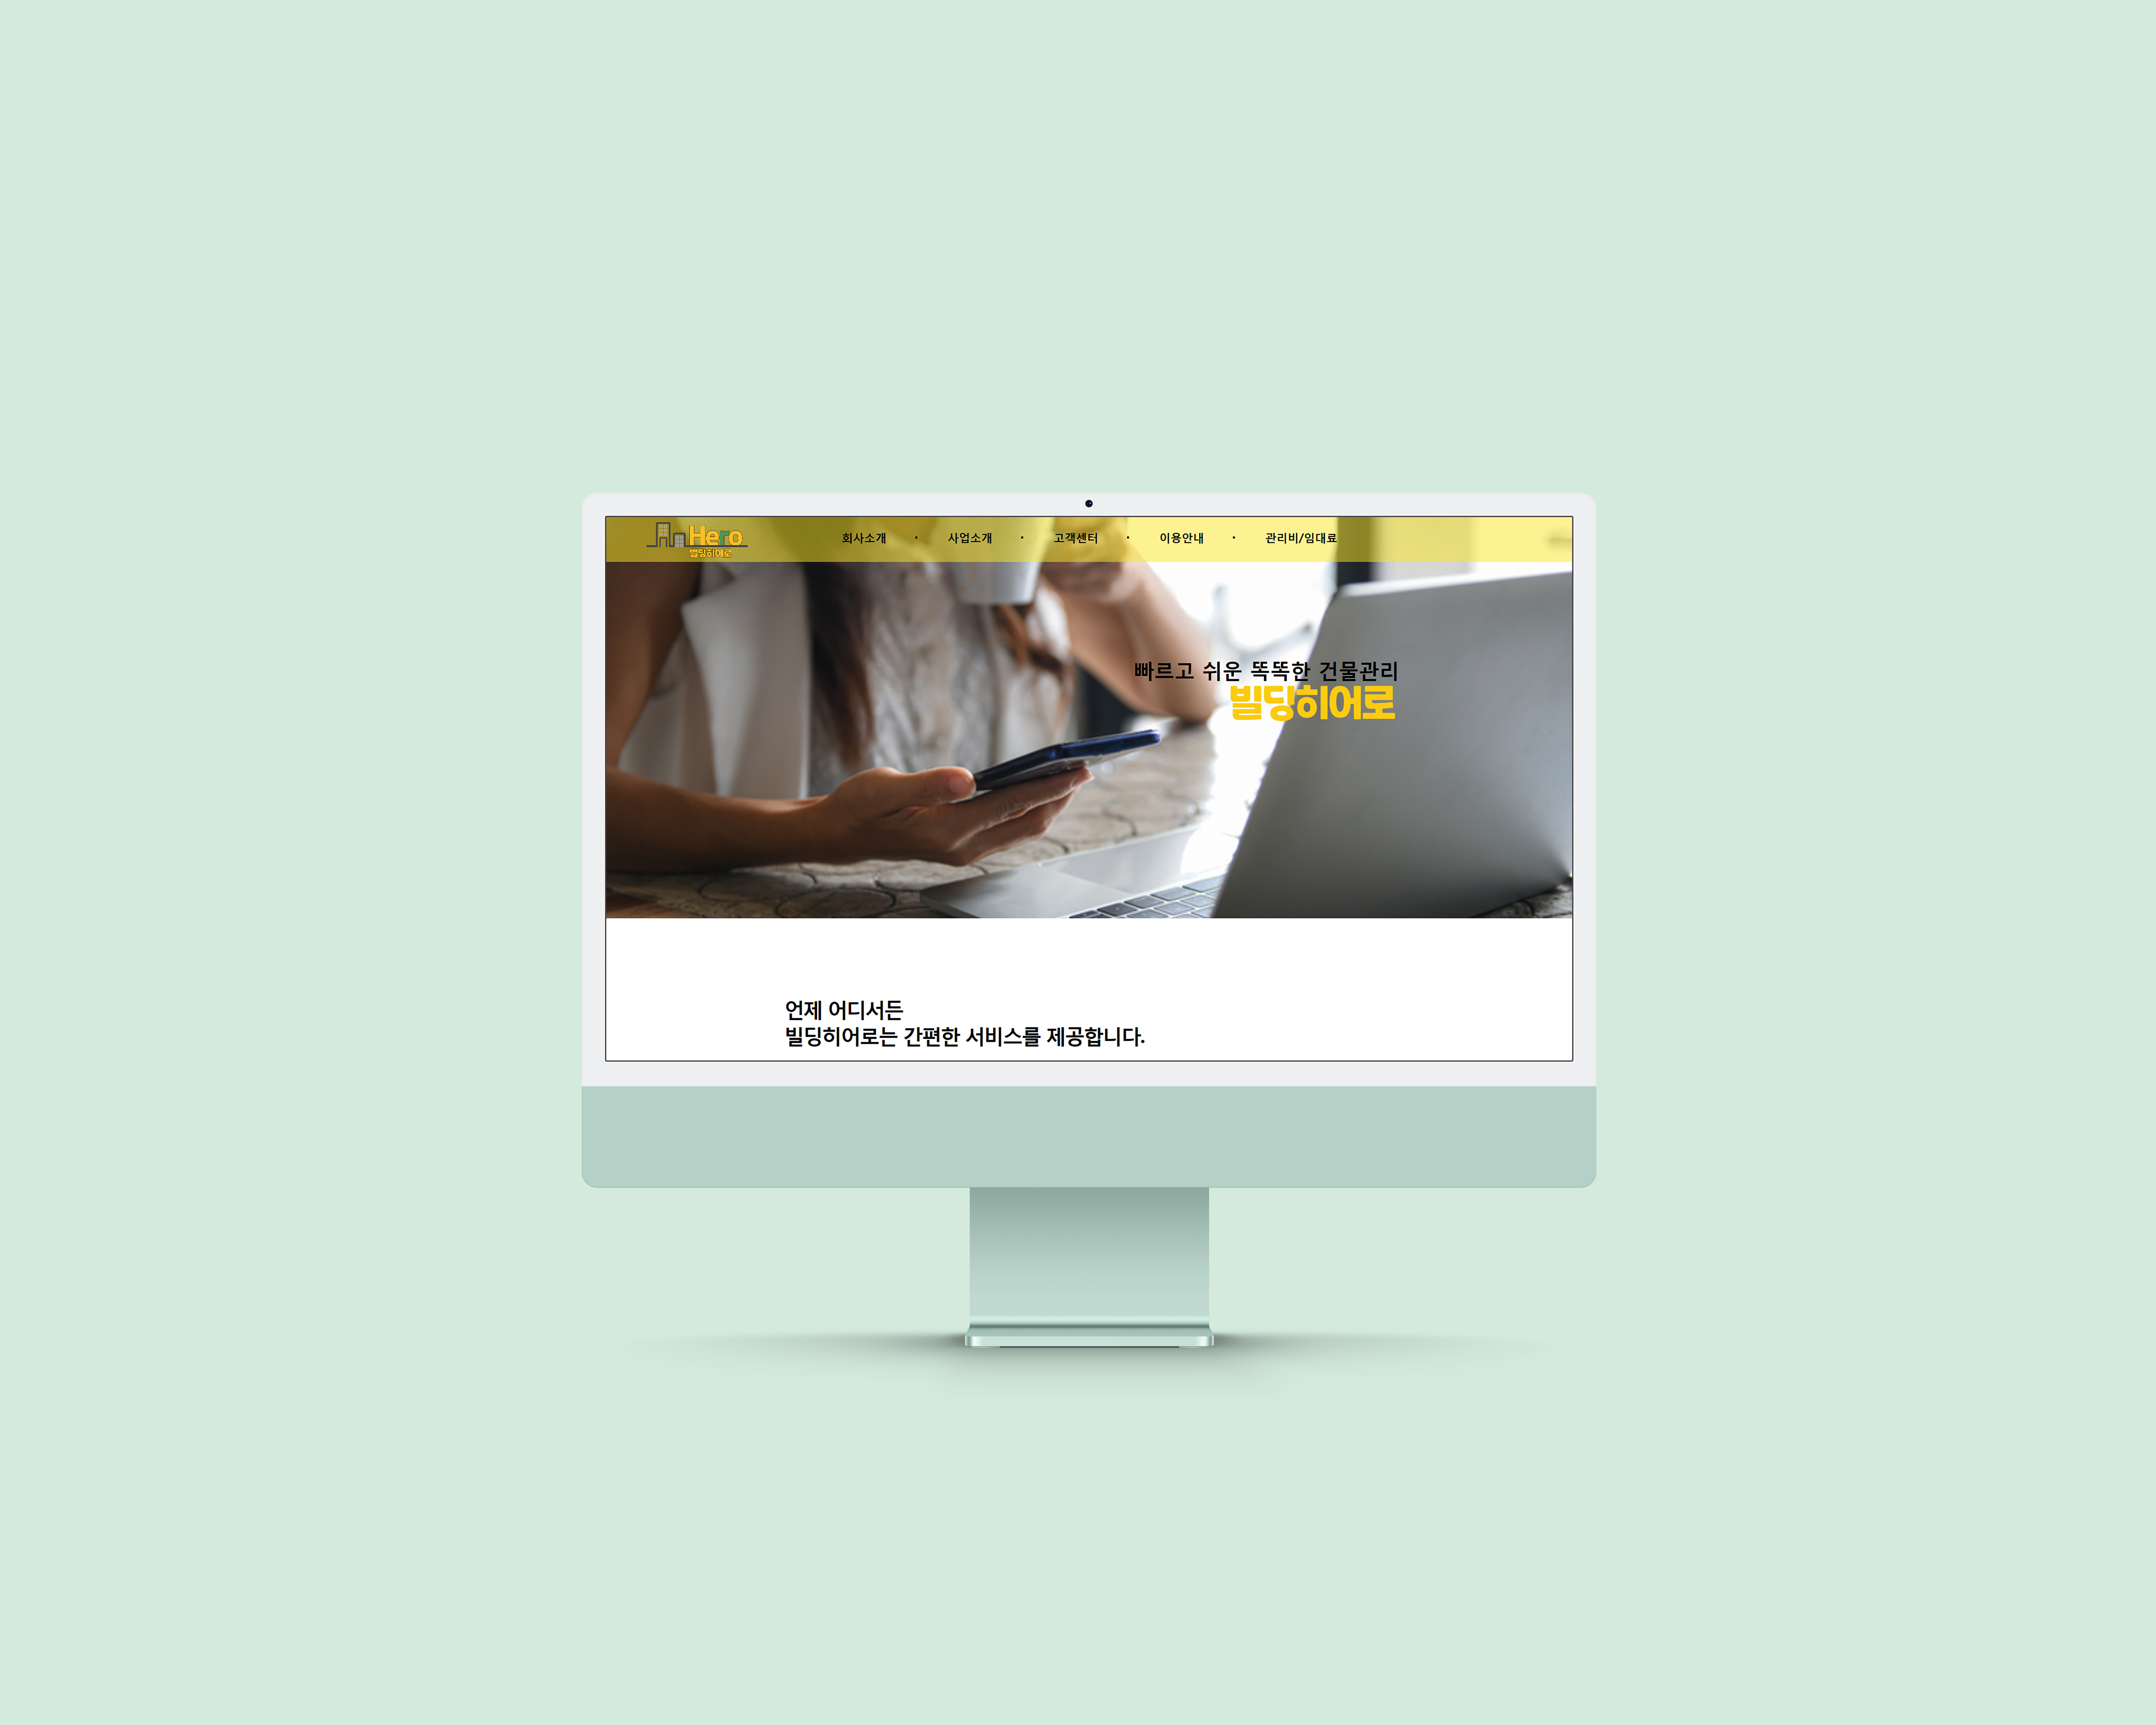 Hero
빌딩히어로
회사소개 • 사업소개 • 고객센터 • 이용안내 • 관리비/임대료
빠르고 쉬운 똑똑한 건물관리
빌딩히어로
언제 어디서든
빌딩히어로는 간편한 서비스를 제공합니다.